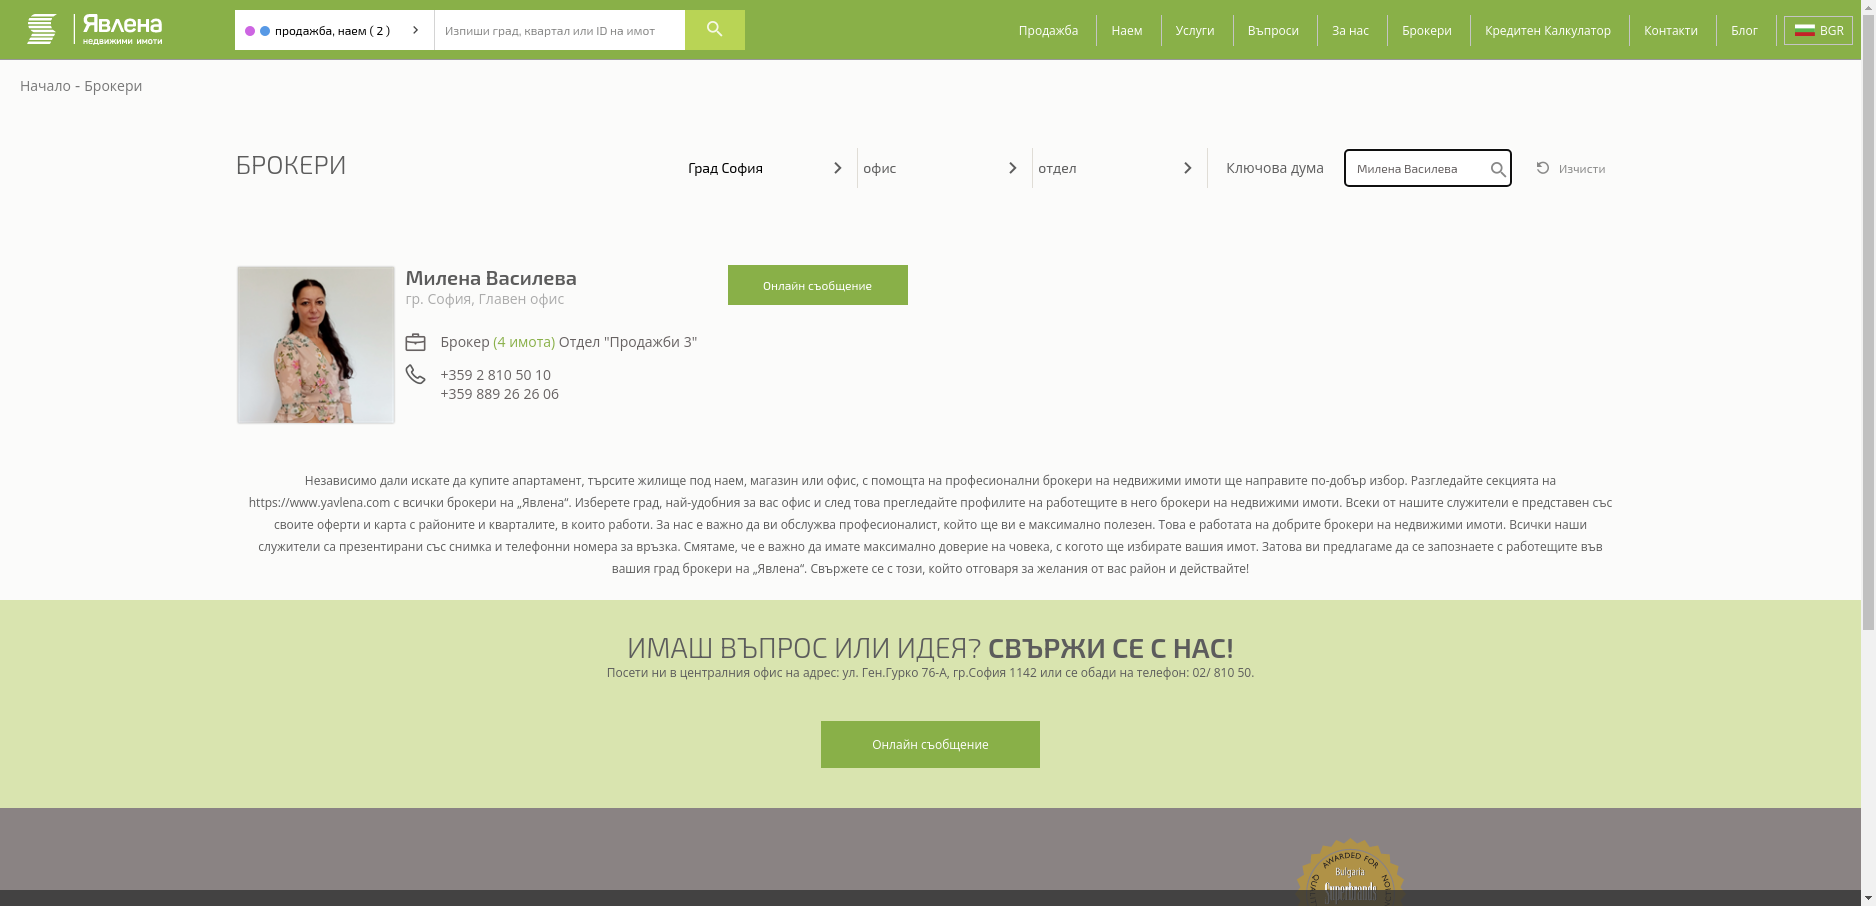 Явлена
недвижими имоти
продажба, наем ( 2 )
Изпиши град, квартал или ID на имот
Продажба
Наем
Услуги
Въпроси
За нас
Брокери
Кредитен Калкулатор
Контакти
Блог
BGR
Начало - Брокери
БРОКЕРИ
Град София
офис
отдел
Ключова дума
Милена Василева
Изчисти
Милена Василева
гр. София, Главен офис
Онлайн съобщение
Брокер (4 имота) Отдел "Продажби 3"
+359 2 810 50 10
+359 889 26 26 06
Независимо дали искате да купите апартамент, търсите жилище под наем, магазин или офис, с помощта на професионални брокери на недвижими имоти ще направите по-добър избор. Разгледайте секцията на
https://www.yavlena.com с всички брокери на „Явлена“. Изберете град, най-удобния за вас офис и след това прегледайте профилите на работещите в него брокери на недвижими имоти. Всеки от нашите служители е представен със
своите оферти и карта с районите и кварталите, в които работи. За нас е важно да ви обслужва професионалист, който ще ви е максимално полезен. Това е работата на добрите брокери на недвижими имоти. Всички наши
служители са презентирани със снимка и телефонни номера за връзка. Смятаме, че е важно да имате максимално доверие на човека, с когото ще избирате вашия имот. Затова ви предлагаме да се запознаете с работещите във
вашия град брокери на „Явлена“. Свържете се с този, който отговаря за желания от вас район и действайте!
ИМАШ ВЪПРОС ИЛИ ИДЕЯ? СВЪРЖИ СЕ С НАС!
Посети ни в централния офис на адрес: ул. Ген.Гурко 76-А, гр.София 1142 или се обади на телефон: 02/ 810 50.
Онлайн съобщение
AWARDED FOR
Bulgaria